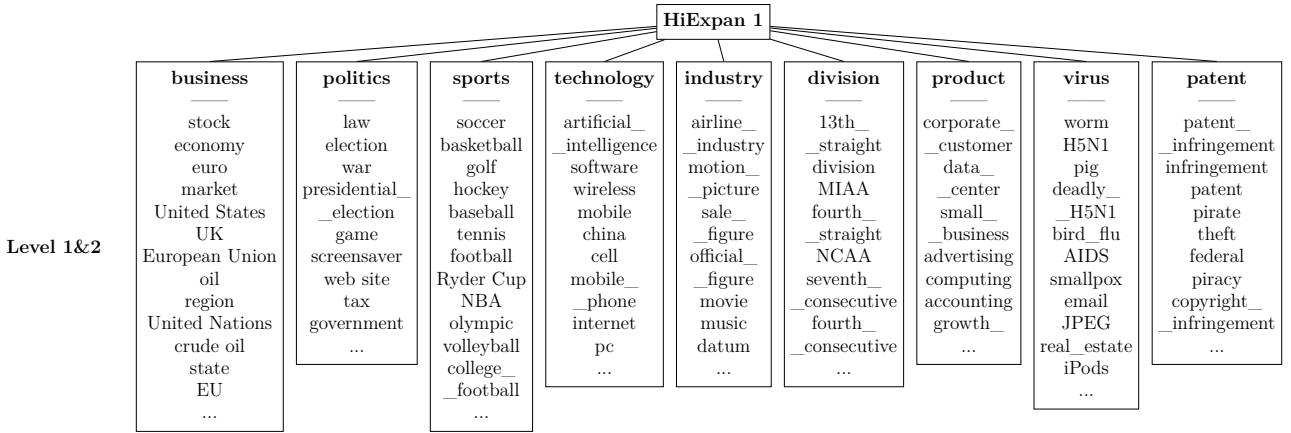 HiExpan 1
Level 1&2
business
stock
economy
euro
market
United States
UK
European Union
oil
region
United Nations
crude oil
state
EU
...
politics
law
election
war
presidential_
_election
game
screensaver
web site
tax
government
...
sports
soccer
basketball
golf
hockey
baseball
tennis
football
Ryder Cup
NBA
olympic
volleyball
college_
_football
...
technology
artificial_
_intelligence
software
wireless
mobile
china
cell
mobile_
_phone
internet
pc
...
industry
airline_
_industry
motion_
_picture
sale_
_figure
official_
_figure
movie
music
datum
...
division
13th_
_straight
division
MIAA
fourth_
_straight
NCAA
seventh_
_consecutive
fourth_
_consecutive
...
product
corporate_
_customer
data_
_center
small_
_business
advertising
computing
accounting
growth_
...
virus
worm
H5N1
pig
deadly_
_H5N1
bird_flu
AIDS
smallpox
email
JPEG
real_estate
iPods
...
patent
patent_
_infringement
infringement
patent
pirate
theft
federal
piracy
copyright_
_infringement
...